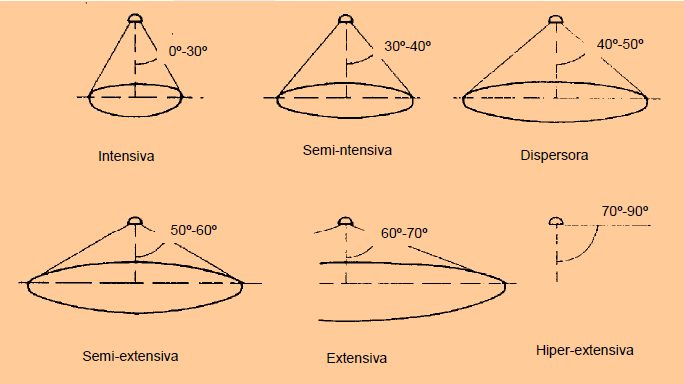 0º-30º
30º-40º
40º-50º
Intensiva
Semi-ntensiva
Dispersora
50º-60º
60º-70º
70º-90º
Semi-extensiva
Extensiva
Hiper-extensiva